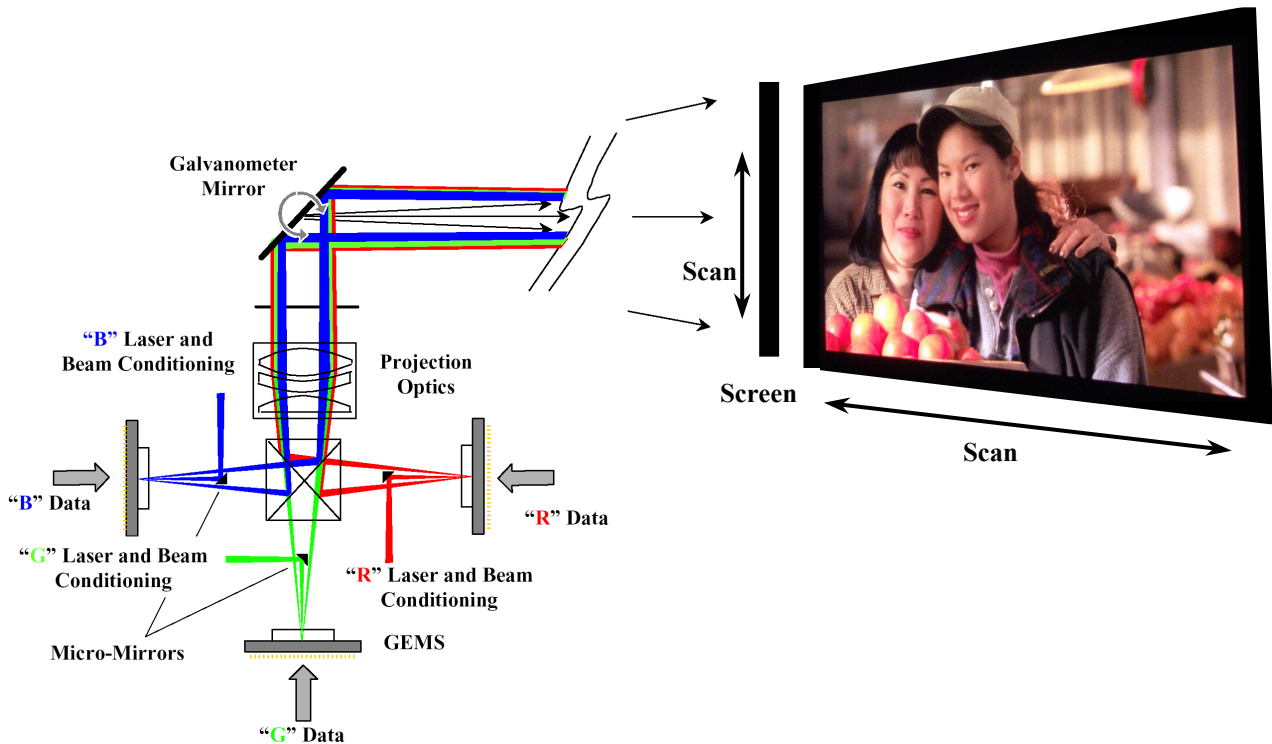 Galvanometer
Mirror
Scan
“B” Laser and
Beam Conditioning
Projection
Optics
Screen
Scan
“B” Data
“R” Data
“G” Laser and Beam
Conditioning
“R” Laser and Beam
Conditioning
Micro-Mirrors
GEMS
“G” Data